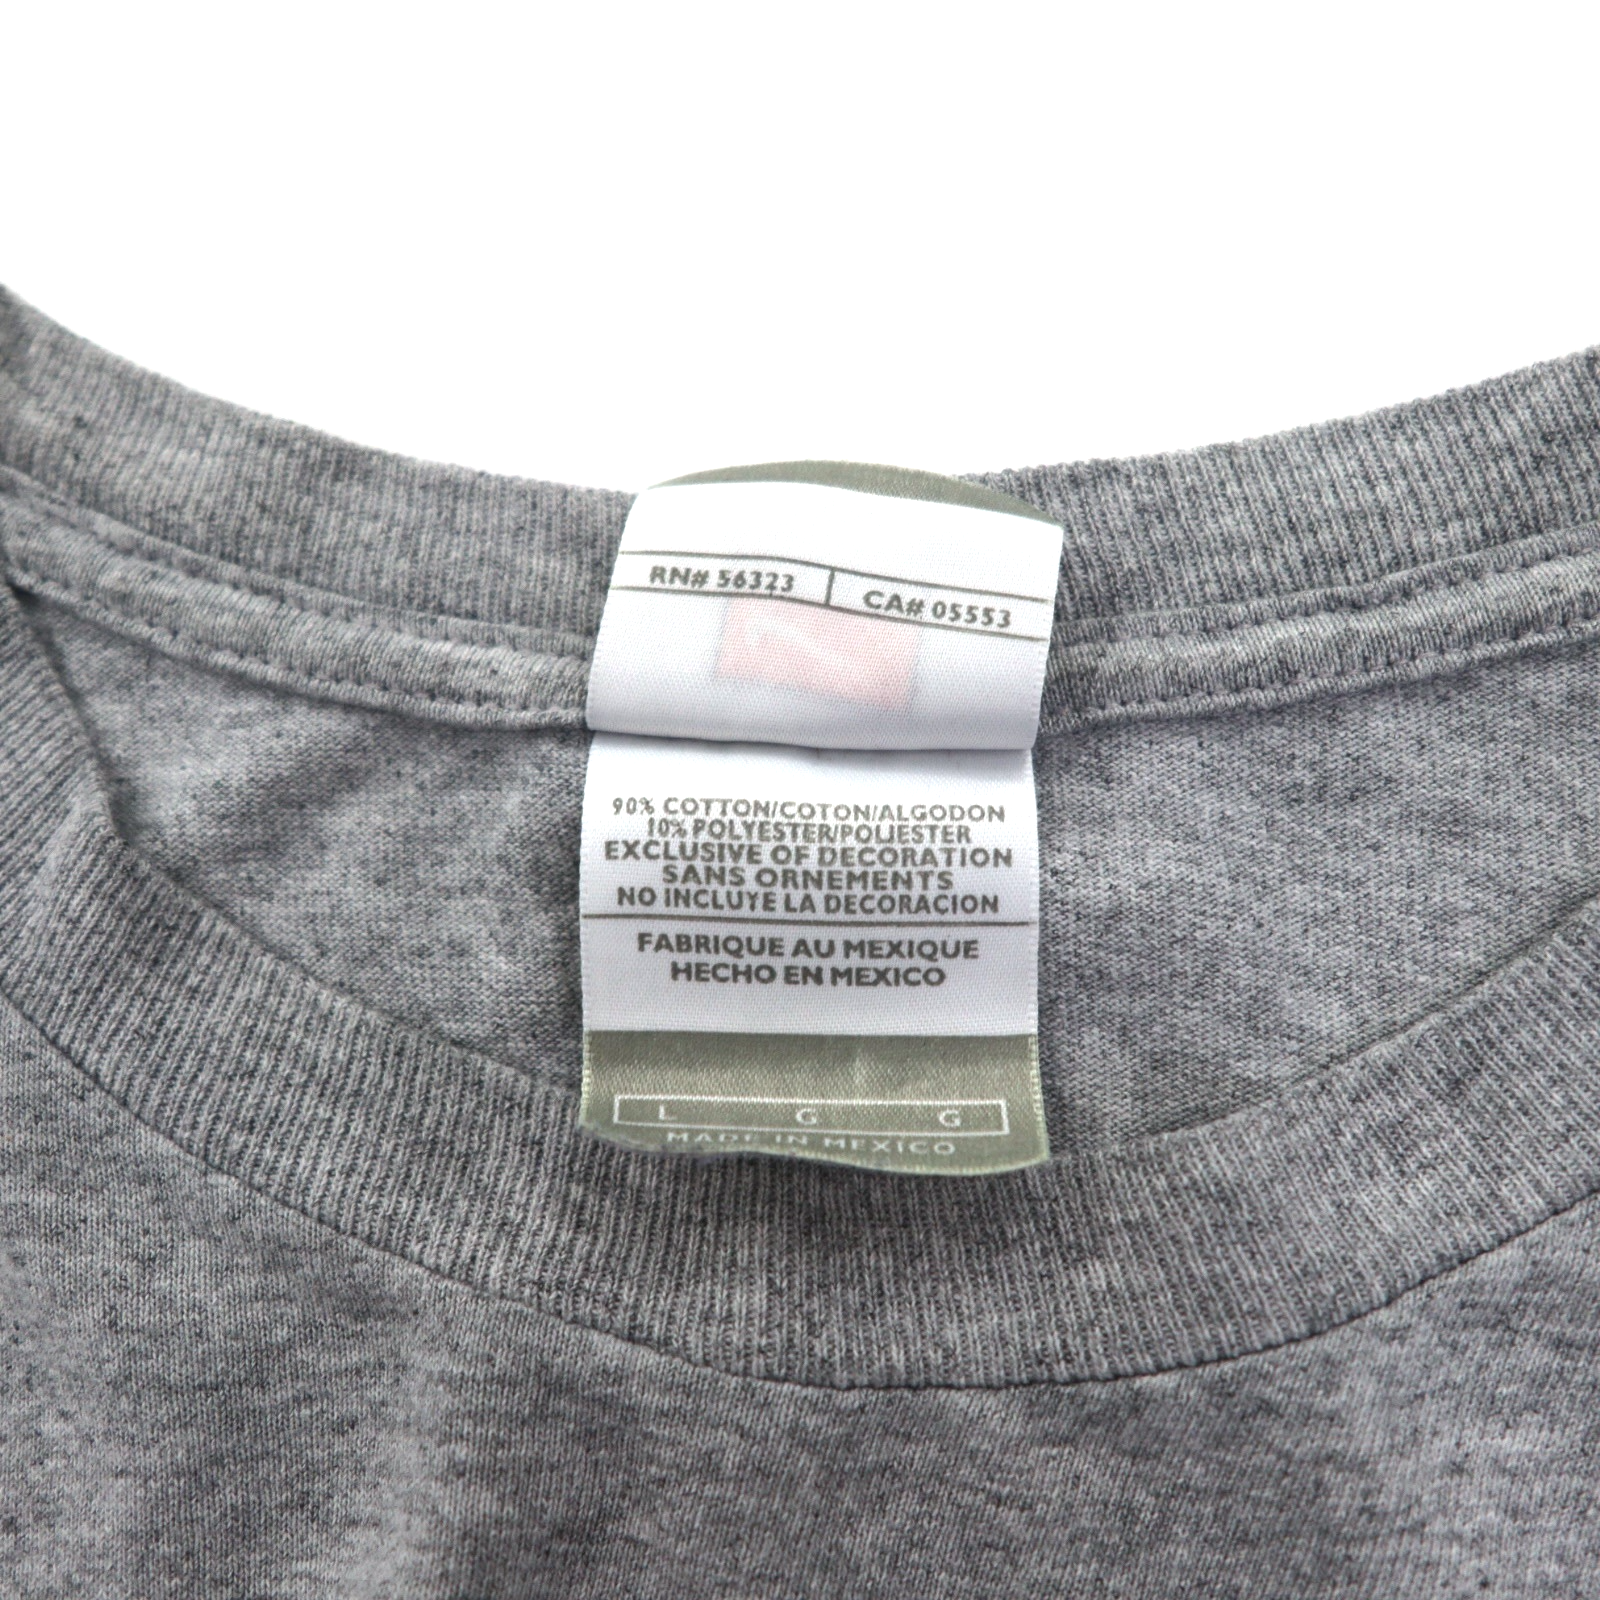 RN# 56323 CA# 05553
90% COTTON/COTON/ALGODON
10% POLYESTER/POLIESTER
EXCLUSIVE OF DECORATION
SANS ORNEMENTS
NO INCLUYE LA DECORACION
FABRIQUE AU MEXIQUE
HECHO EN MEXICO
L G G
MADE IN MEXICO